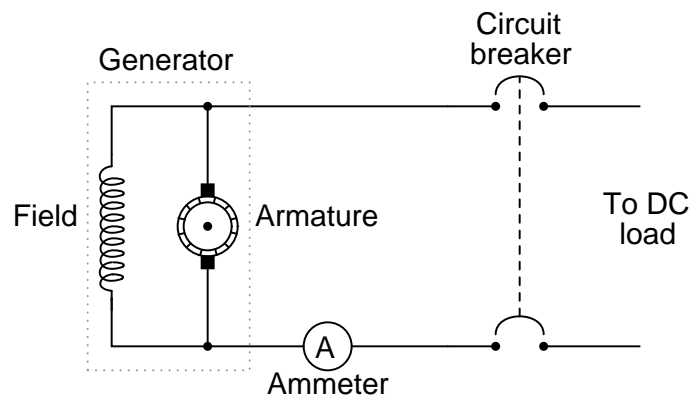 Circuit
breaker
Generator
Field
Armature
To DC
load
A
Ammeter